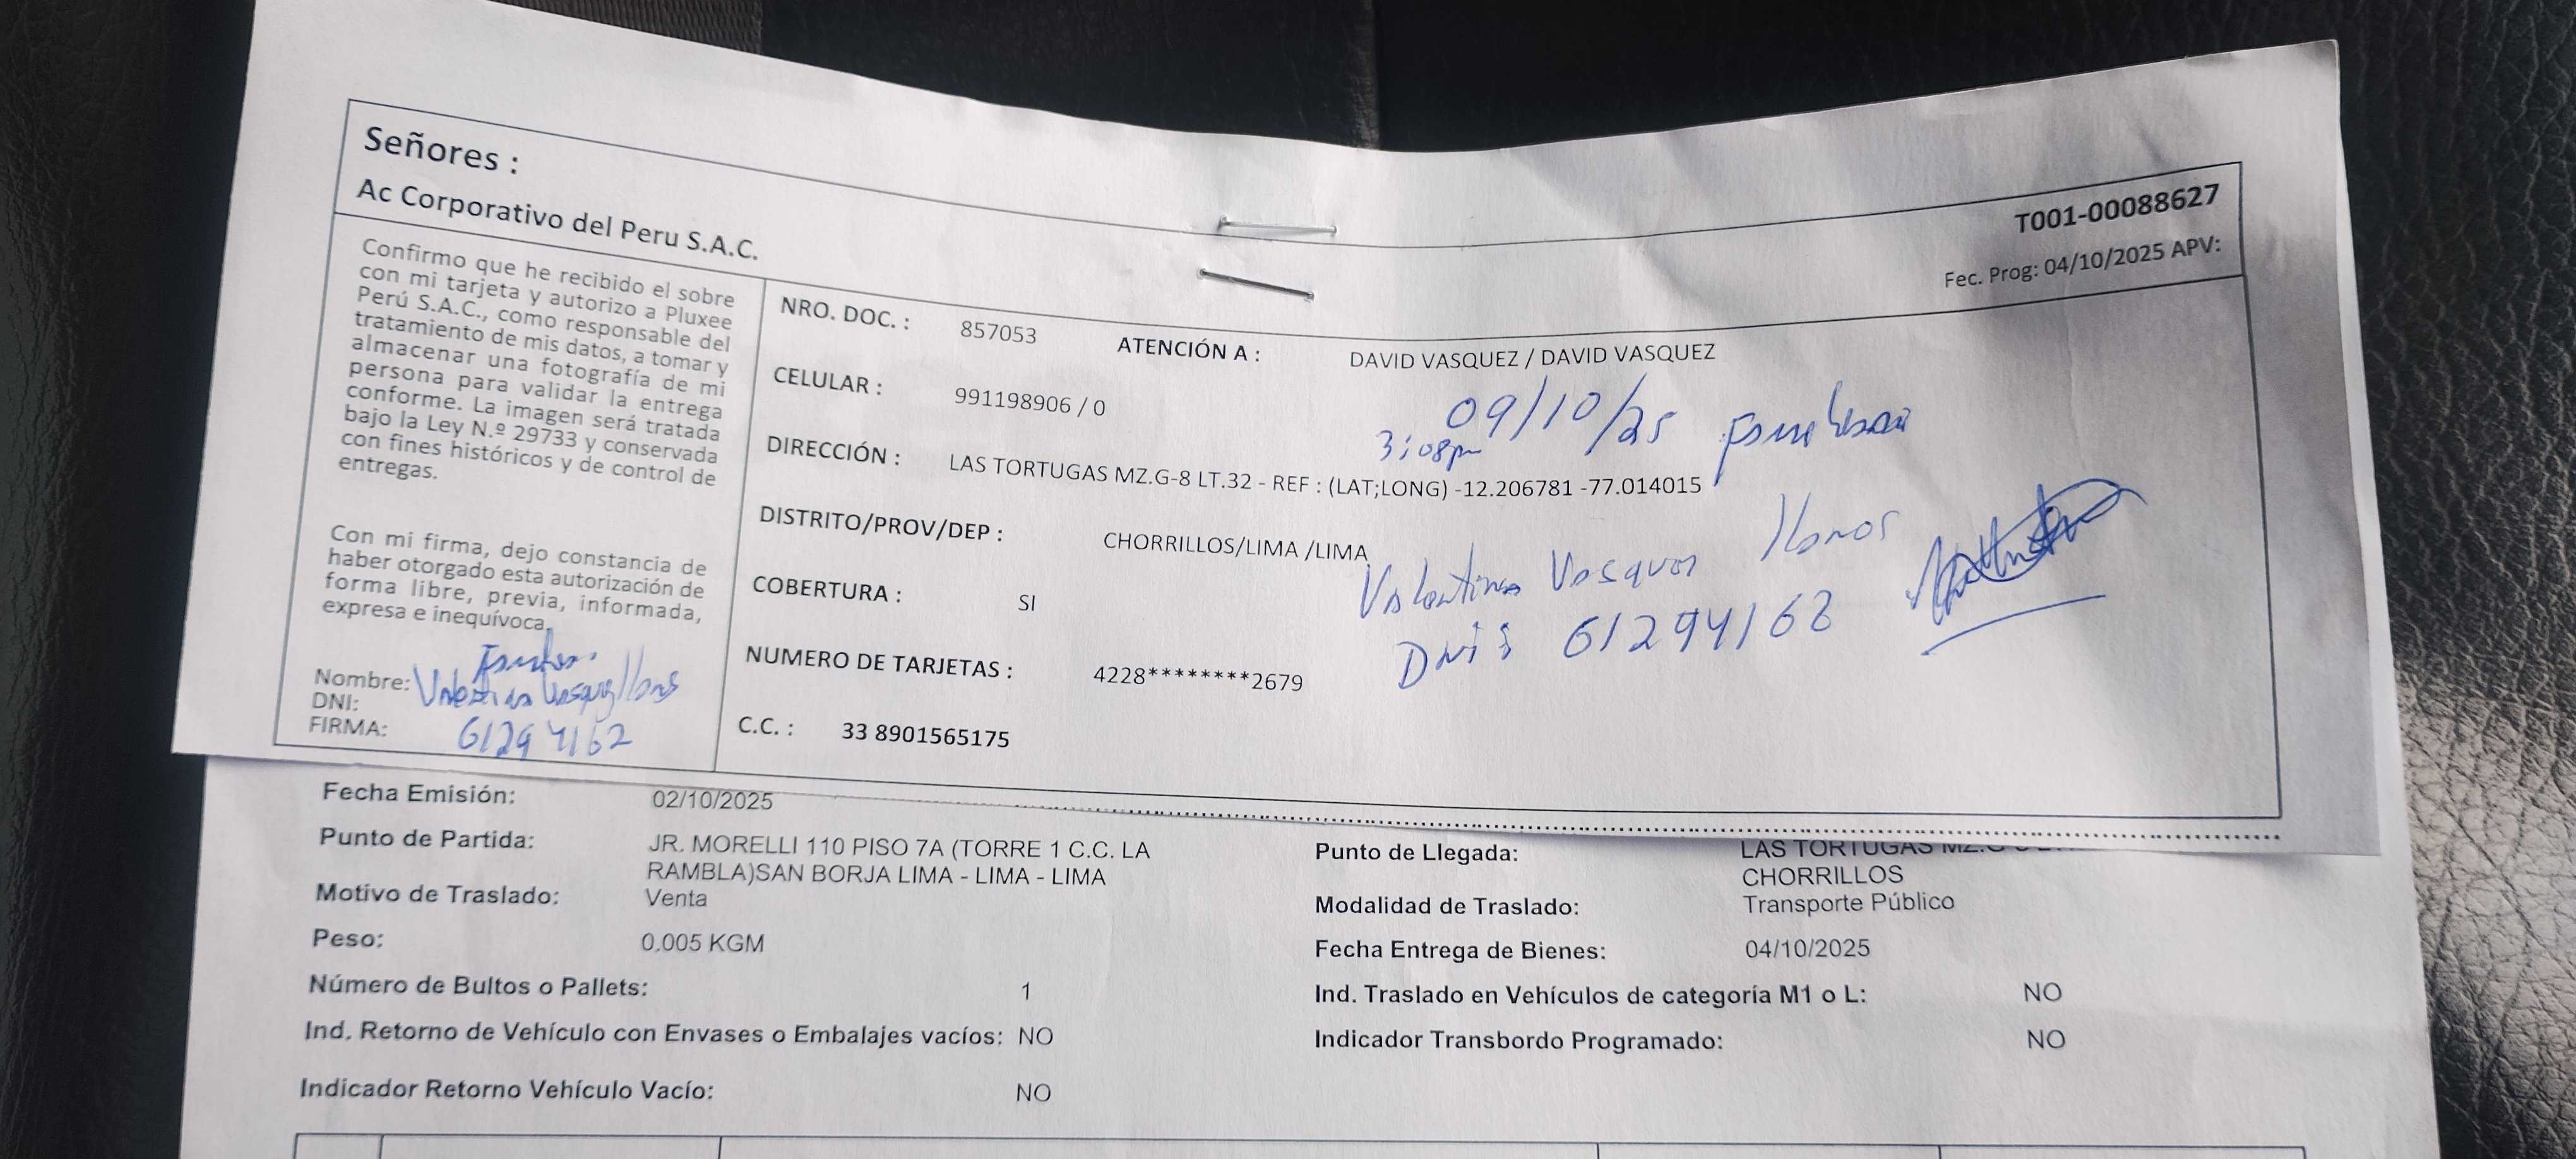 Señores :
Ac Corporativo del Peru S.A.C.
T001-00088627
Fec. Prog: 04/10/2025 APV:
Confirmo que he recibido el sobre
con mi tarjeta y autorizo a Pluxee
Perú S.A.C., como responsable del
tratamiento de mis datos, a tomar y
almacenar una fotografía de mi
persona para validar la entrega
conforme. La imagen será tratada
bajo la Ley N.º 29733 y conservada
con fines históricos y de control de
entregas.
Con mi firma, dejo constancia de
haber otorgado esta autorización de
forma libre, previa, informada,
expresa e inequívoca.
Nombre: Valentina Vasquez
DNI:
FIRMA: 61294162
NRO. DOC. : 857053 ATENCIÓN A : DAVID VASQUEZ / DAVID VASQUEZ
CELULAR : 991198906 / 0
09/10/25
3:08pm
DIRECCIÓN : LAS TORTUGAS MZ.G-8 LT.32 - REF : (LAT;LONG) -12.206781 -77.014015
DISTRITO/PROV/DEP : CHORRILLOS/LIMA /LIMA
Valentina Vasquez
COBERTURA : SI
61294162
NUMERO DE TARJETAS : 4228********2679
C.C. : 33 8901565175
Fecha Emisión: 02/10/2025
Punto de Partida: JR. MORELLI 110 PISO 7A (TORRE 1 C.C. LA
RAMBLA)SAN BORJA LIMA - LIMA - LIMA
Punto de Llegada: LAS TORTUGAS
CHORRILLOS
Motivo de Traslado: Venta
Modalidad de Traslado: Transporte Público
Peso: 0.005 KGM
Fecha Entrega de Bienes: 04/10/2025
Número de Bultos o Pallets: 1
Ind. Traslado en Vehículos de categoría M1 o L: NO
Ind. Retorno de Vehículo con Envases o Embalajes vacíos: NO
Indicador Transbordo Programado: NO
Indicador Retorno Vehículo Vacío: NO